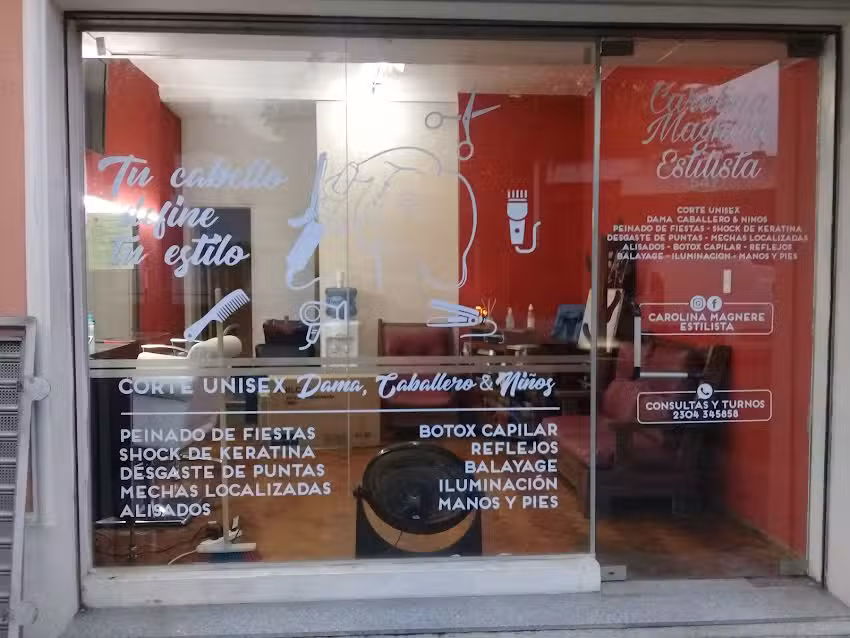 Tu cabello
define
tu estilo
CORTE UNISEX Dama, Caballero & Niños
PEINADO DE FIESTAS
SHOCK DE KERATINA
DESGASTE DE PUNTAS
MECHAS LOCALIZADAS
ALISADOS
BOTOX CAPILAR
REFLEJOS
BALAYAGE
ILUMINACIÓN
MANOS Y PIES
Carolina
Magnere
Estilista
CORTE UNISEX
DAMA CABALLERO & NIÑOS
PEINADO DE FIESTAS - SHOCK DE KERATINA
DESGASTE DE PUNTAS - MECHAS LOCALIZADAS
ALISADOS - BOTOX CAPILAR - REFLEJOS
BALAYAGE - ILUMINACION - MANOS Y PIES
CAROLINA MAGNERE
ESTILISTA
CONSULTAS Y TURNOS
2304 345858